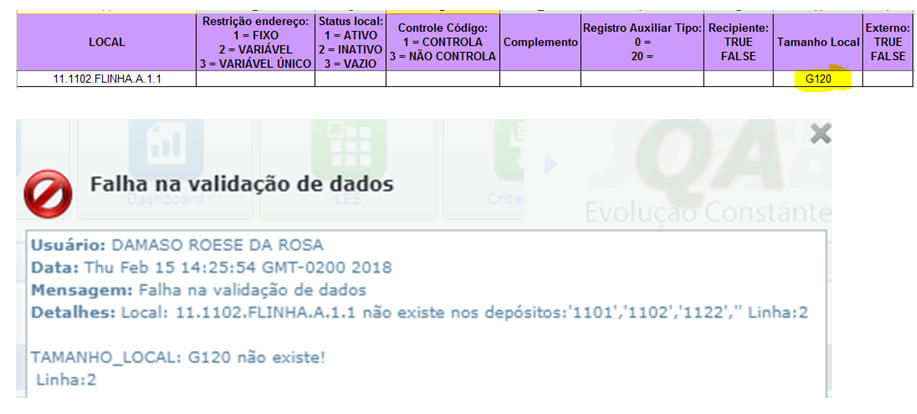 LOCAL
Restrição endereço:
1 = FIXO
2 = VARIÁVEL
3 = VARIÁVEL ÚNICO
Status local:
1 = ATIVO
2 = INATIVO
3 = VAZIO
Controle Código:
1 = CONTROLA
3 = NÃO CONTROLA
Complemento
Registro Auxiliar Tipo:
0 =
20 =
Recipiente:
TRUE
FALSE
Tamanho Local
Externo:
TRUE
FALSE
11.1102.FLINHA.A.1.1
G120
Falha na validação de dados
Dashboard
LES
Crite
QA
Evolução Constante
Usuário: DAMASO ROESE DA ROSA
Data: Thu Feb 15 14:25:54 GMT-0200 2018
Mensagem: Falha na validação de dados
Detalhes: Local: 11.1102.FLINHA.A.1.1 não existe nos depósitos:'1101','1102','1122','' Linha:2
TAMANHO_LOCAL: G120 não existe!
Linha:2